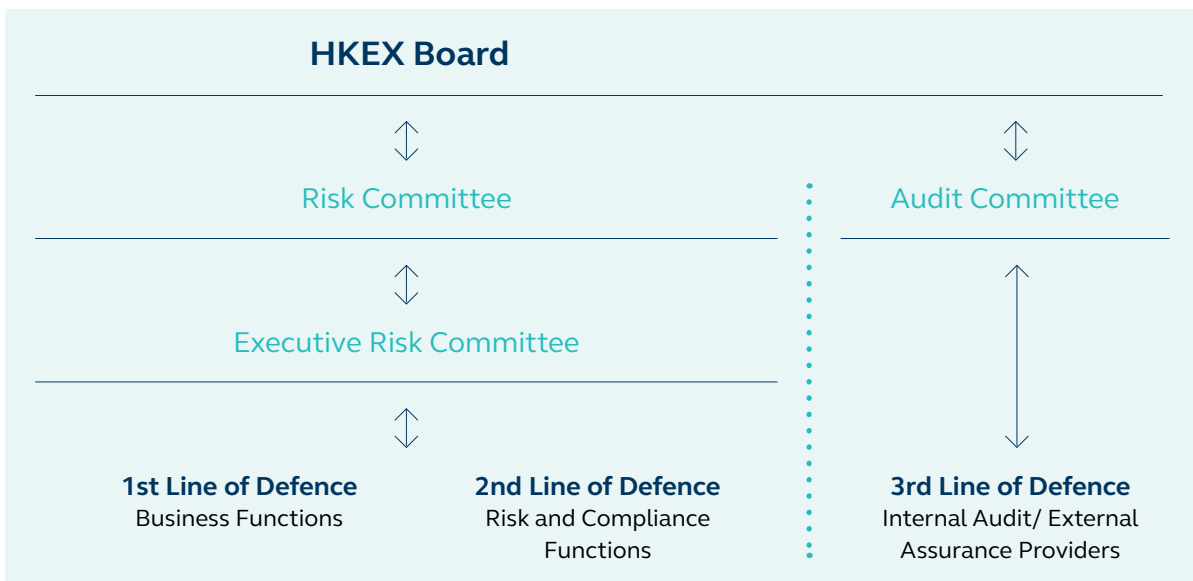 HKEX Board
Risk Committee
Audit Committee
Executive Risk Committee
1st Line of Defence
Business Functions
2nd Line of Defence
Risk and Compliance
Functions
3rd Line of Defence
Internal Audit/ External
Assurance Providers